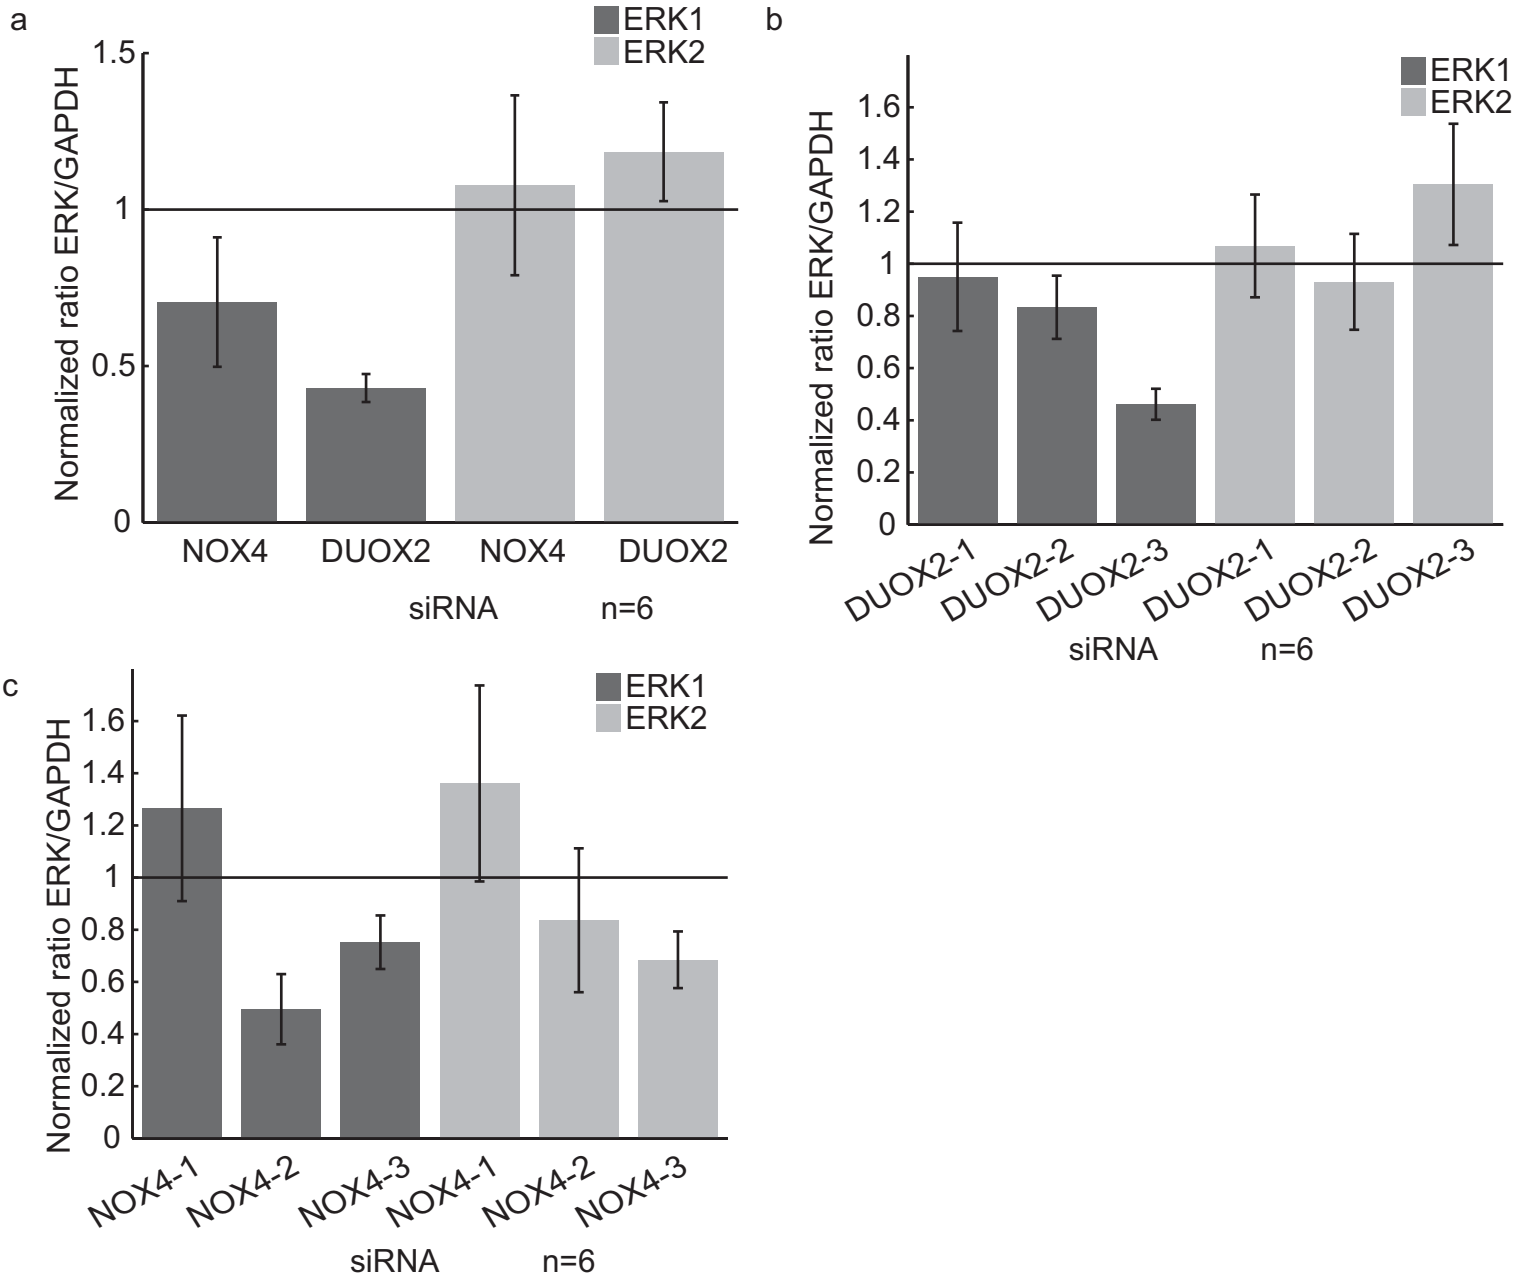 a
ERK1
ERK2
Normalized ratio ERK/GAPDH
1.5
1
0.5
0
NOX4 DUOX2 NOX4 DUOX2
siRNA n=6
b
ERK1
ERK2
Normalized ratio ERK/GAPDH
1.6
1.4
1.2
1
0.8
0.6
0.4
0.2
0
DUOX2-1 DUOX2-2 DUOX2-3 DUOX2-1 DUOX2-2 DUOX2-3
siRNA n=6
c
ERK1
ERK2
Normalized ratio ERK/GAPDH
1.6
1.4
1.2
1
0.8
0.6
0.4
0.2
0
NOX4-1 NOX4-2 NOX4-3 NOX4-1 NOX4-2 NOX4-3
siRNA n=6